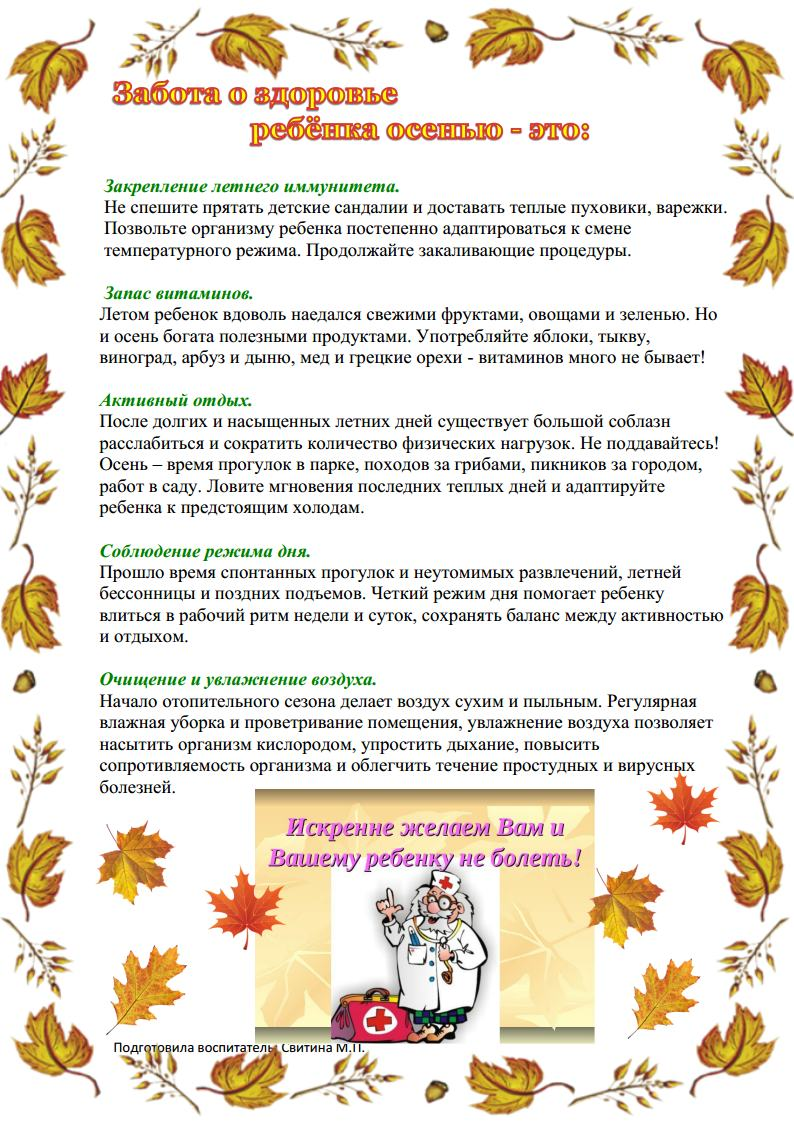 Забота о здоровье
ребёнка осенью - это:
Закрепление летнего иммунитета.
Не спешите прятать детские сандалии и доставать теплые пуховики, варежки.
Позвольте организму ребенка постепенно адаптироваться к смене
температурного режима. Продолжайте закаливающие процедуры.
Запас витаминов.
Летом ребенок вдоволь наедался свежими фруктами, овощами и зеленью. Но
и осень богата полезными продуктами. Употребляйте яблоки, тыкву,
виноград, арбуз и дыню, мед и грецкие орехи - витаминов много не бывает!
Активный отдых.
После долгих и насыщенных летних дней существует большой соблазн
расслабиться и сократить количество физических нагрузок. Не поддавайтесь!
Осень – время прогулок в парке, походов за грибами, пикников за городом,
работ в саду. Ловите мгновения последних теплых дней и адаптируйте
ребенка к предстоящим холодам.
Соблюдение режима дня.
Прошло время спонтанных прогулок и неутомимых развлечений, летней
бессонницы и поздних подъемов. Четкий режим дня помогает ребенку
влиться в рабочий ритм недели и суток, сохранять баланс между активностью
и отдыхом.
Очищение и увлажнение воздуха.
Начало отопительного сезона делает воздух сухим и пыльным. Регулярная
влажная уборка и проветривание помещения, увлажнение воздуха позволяет
насытить организм кислородом, упростить дыхание, повысить
сопротивляемость организма и облегчить течение простудных и вирусных
болезней.
Искренне желаем Вам и
Вашему ребенку не болеть!
Подготовила воспитатель: Свитина М.П.